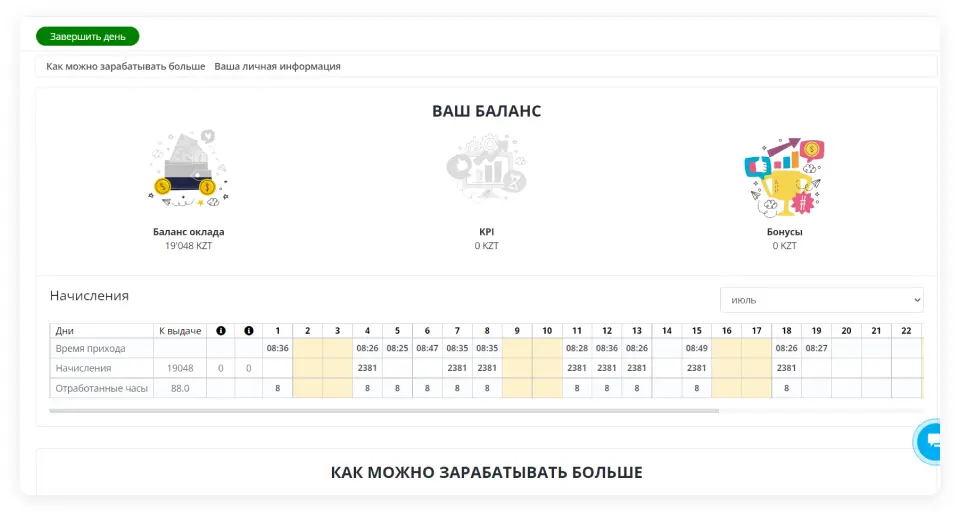 Завершить день
Как можно зарабатывать больше Ваша личная информация
ВАШ БАЛАНС
Баланс оклада KPI Бонусы
19'048 KZT 0 KZT 0 KZT
Начисления
июль
Дни К выдаче 1 2 3 4 5 6 7 8 9 10 11 12 13 14 15 16 17 18 19 20 21 22
Время прихода 08:36 08:26 08:25 08:47 08:35 08:35 08:28 08:36 08:26 08:49 08:26 08:27
Начисления 19048 0 0 2381 2381 2381 2381 2381 2381 2381 2381
Отработанные часы 88.0 8 8 8 8 8 8 8 8 8 8 8
КАК МОЖНО ЗАРАБАТЫВАТЬ БОЛЬШЕ